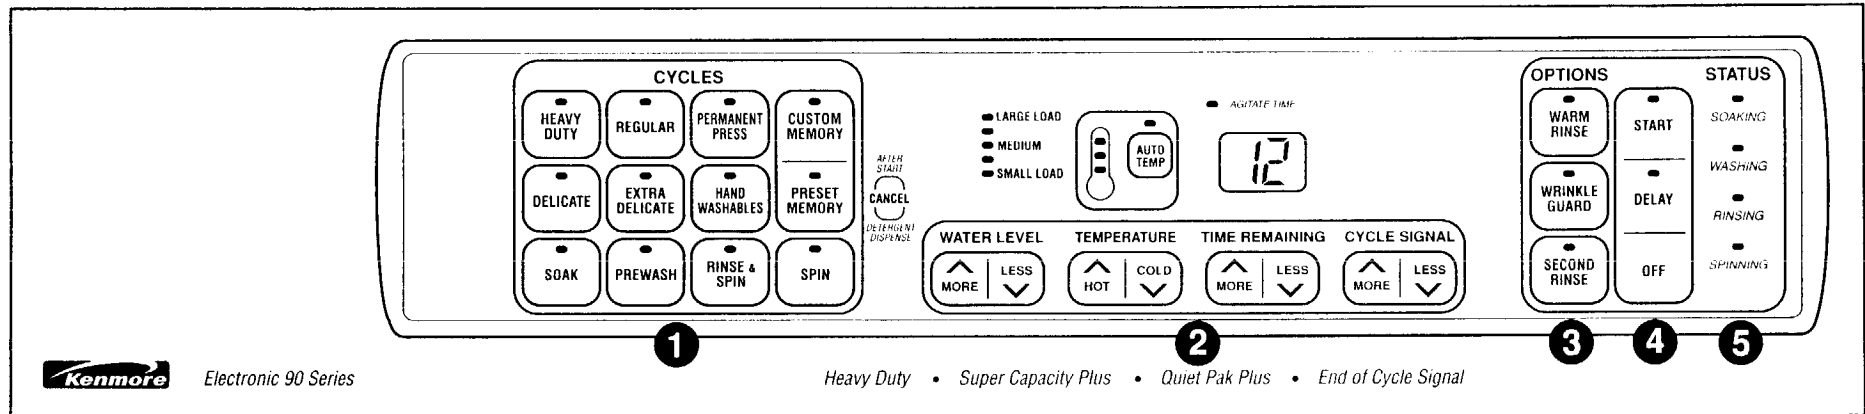 CYCLES
HEAVY
DUTY
REGULAR
PERMANENT
PRESS
CUSTOM
MEMORY
DELICATE
EXTRA
DELICATE
HAND
WASHABLES
PRESET
MEMORY
SOAK
PREWASH
RINSE &
SPIN
SPIN
AFTER
START
CANCEL
DETERGENT
DISPENSE
LARGE LOAD
MEDIUM
SMALL LOAD
AUTO
TEMP
AGITATE TIME
12
WATER LEVEL
MORE
LESS
TEMPERATURE
HOT
COLD
TIME REMAINING
MORE
LESS
CYCLE SIGNAL
MORE
LESS
OPTIONS
WARM
RINSE
WRINKLE
GUARD
SECOND
RINSE
START
DELAY
OFF
STATUS
SOAKING
WASHING
RINSING
SPINNING
1
2
3
4
5
Kenmore
Electronic 90 Series
Heavy Duty • Super Capacity Plus • Quiet Pak Plus • End of Cycle Signal